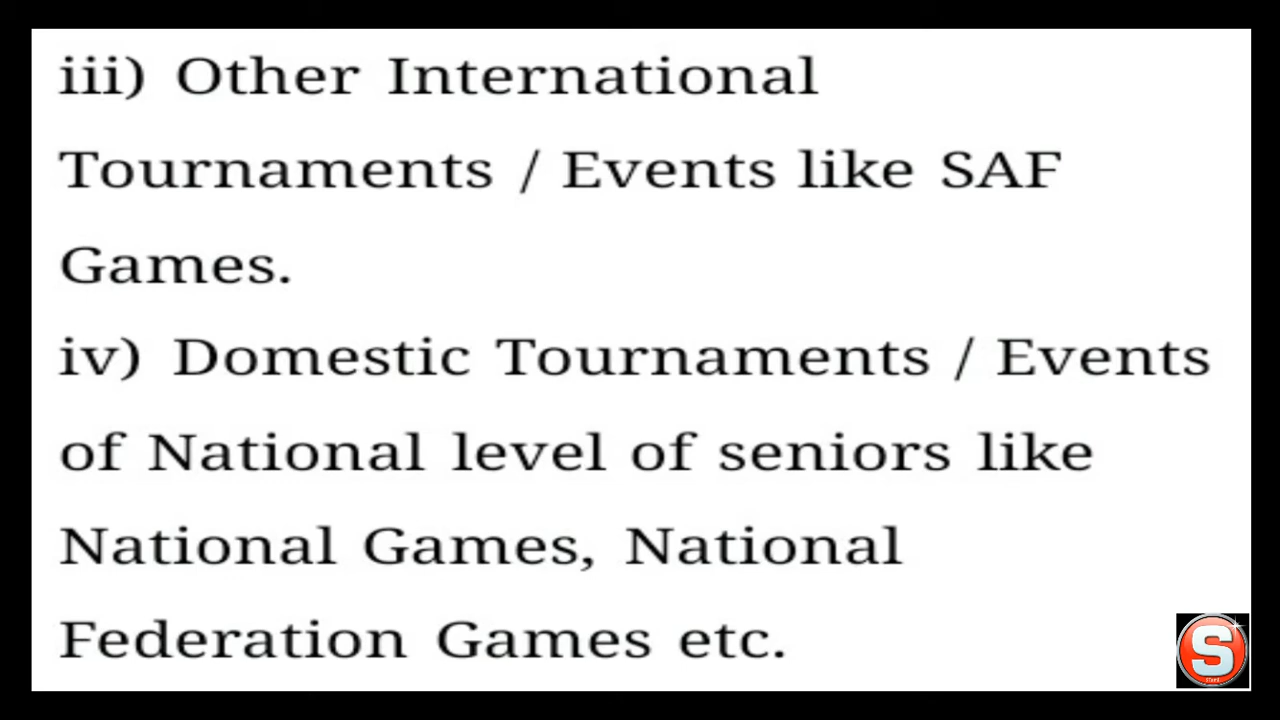 iii) Other International
Tournaments / Events like SAF
Games.
iv) Domestic Tournaments / Events
of National level of seniors like
National Games, National
Federation Games etc.
S